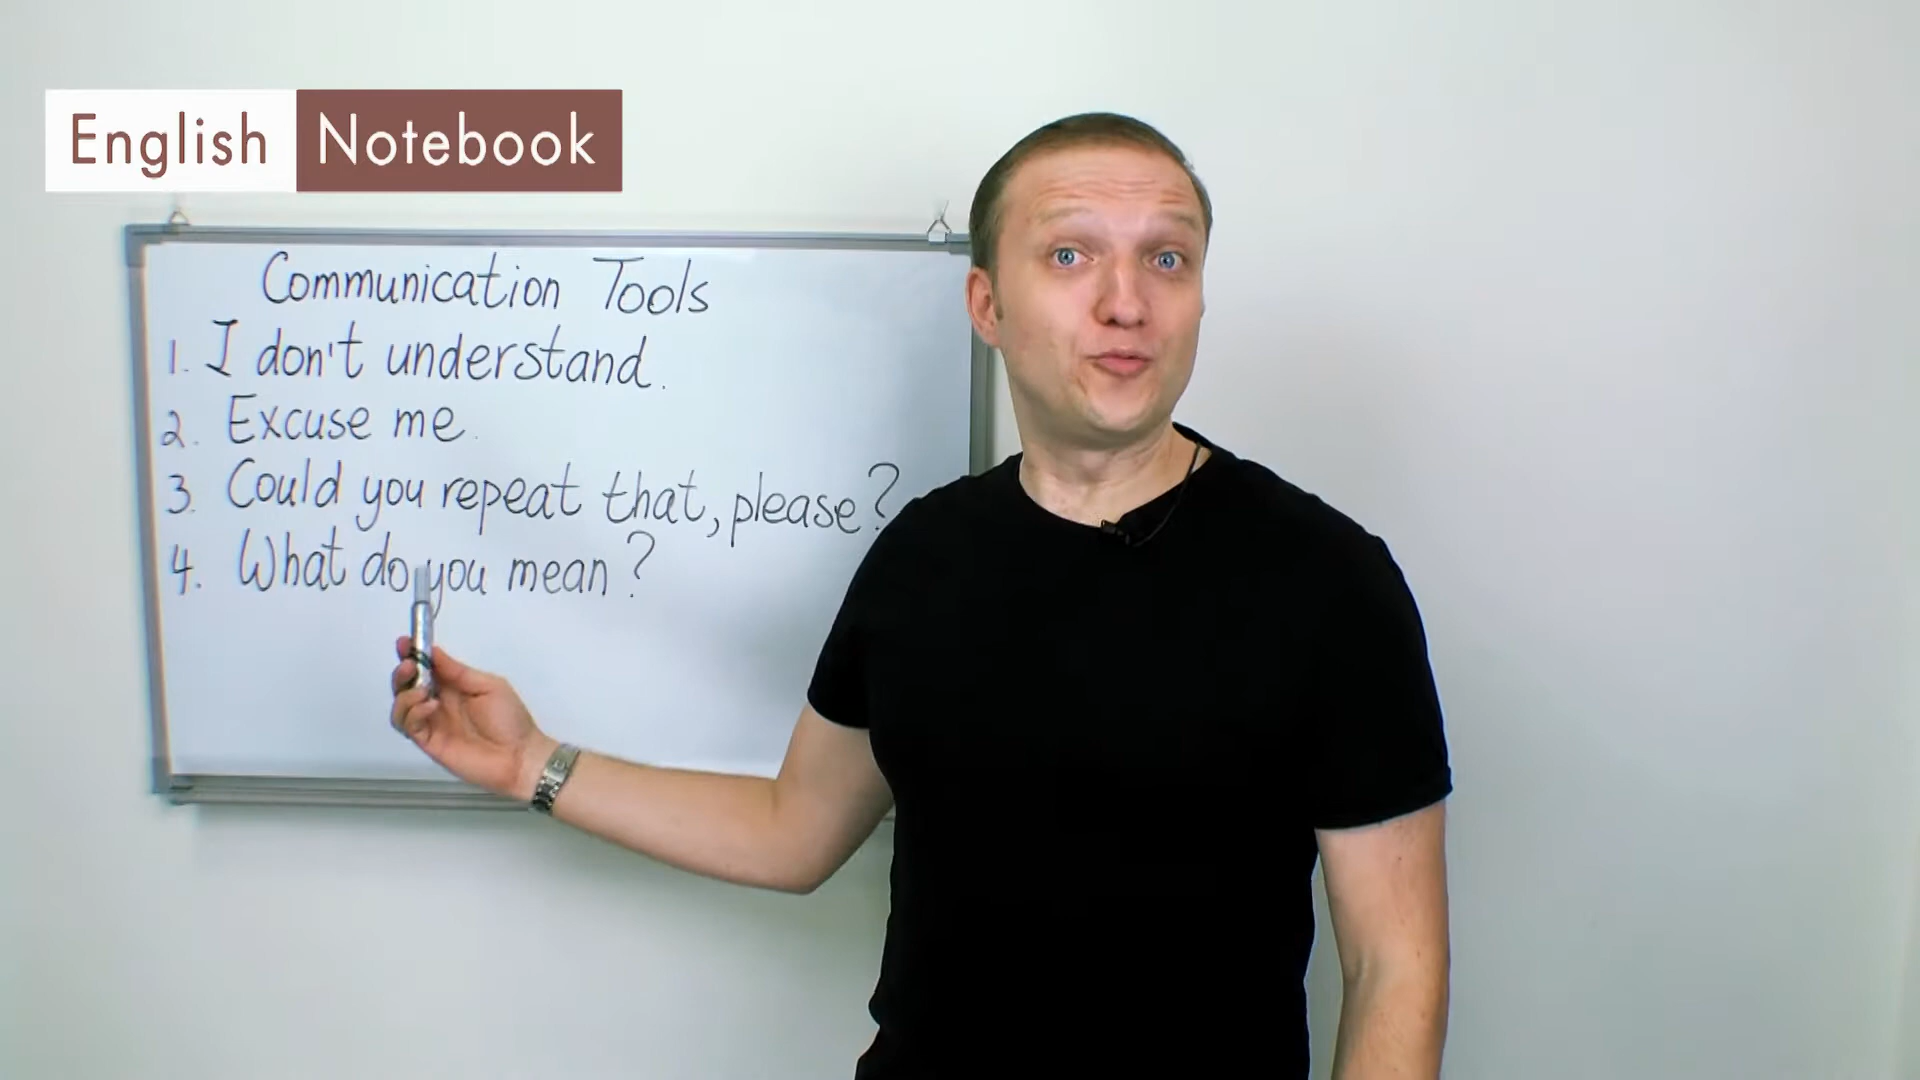 English Notebook
Communication Tools
1. I don't understand.
2. Excuse me.
3. Could you repeat that, please?
4. What do you mean?